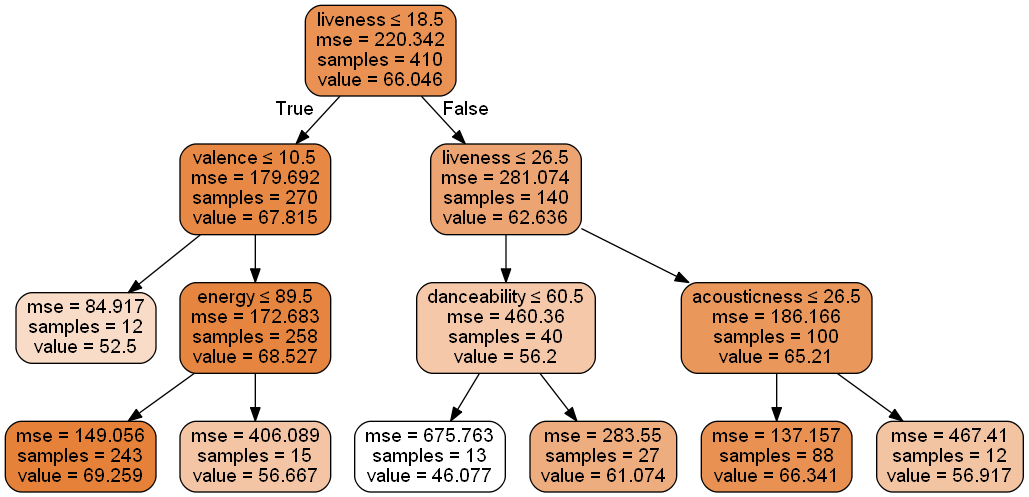 liveness ≤ 18.5
mse = 220.342
samples = 410
value = 66.046
True
False
valence ≤ 10.5
mse = 179.692
samples = 270
value = 67.815
liveness ≤ 26.5
mse = 281.074
samples = 140
value = 62.636
mse = 84.917
samples = 12
value = 52.5
energy ≤ 89.5
mse = 172.683
samples = 258
value = 68.527
danceability ≤ 60.5
mse = 460.36
samples = 40
value = 56.2
acousticness ≤ 26.5
mse = 186.166
samples = 100
value = 65.21
mse = 149.056
samples = 243
value = 69.259
mse = 406.089
samples = 15
value = 56.667
mse = 675.763
samples = 13
value = 46.077
mse = 283.55
samples = 27
value = 61.074
mse = 137.157
samples = 88
value = 66.341
mse = 467.41
samples = 12
value = 56.917